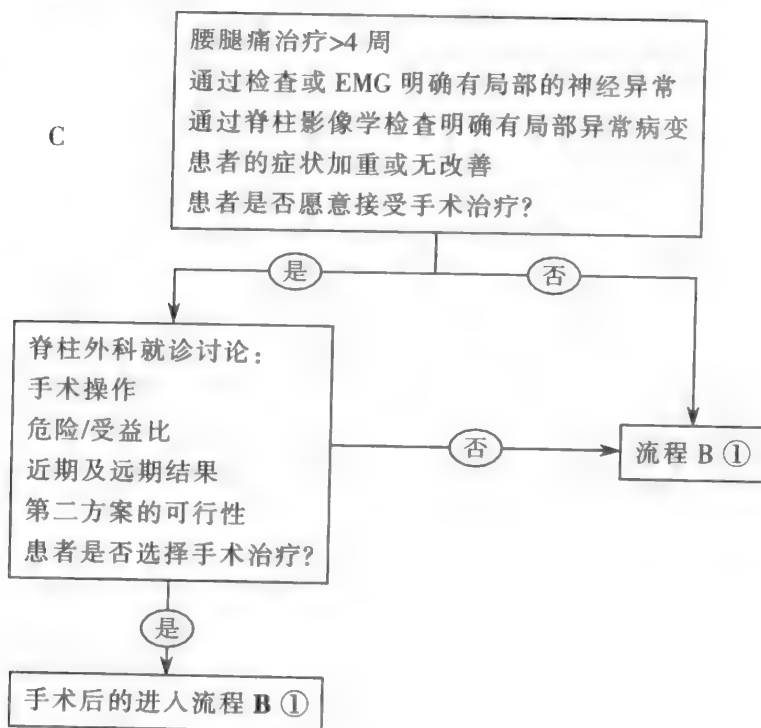 腰腿痛治疗>4 周
通过检查或 EMG 明确有局部的神经异常
C
通过脊柱影像学检查明确有局部异常病变
患者的症状加重或无改善
患者是否愿意接受手术治疗?
是
否
脊柱外科就诊讨论:
手术操作
危险/受益比
否
流程 B ①
近期及远期结果
第二方案的可行性
患者是否选择手术治疗?
是
手术后的进入流程 B ①